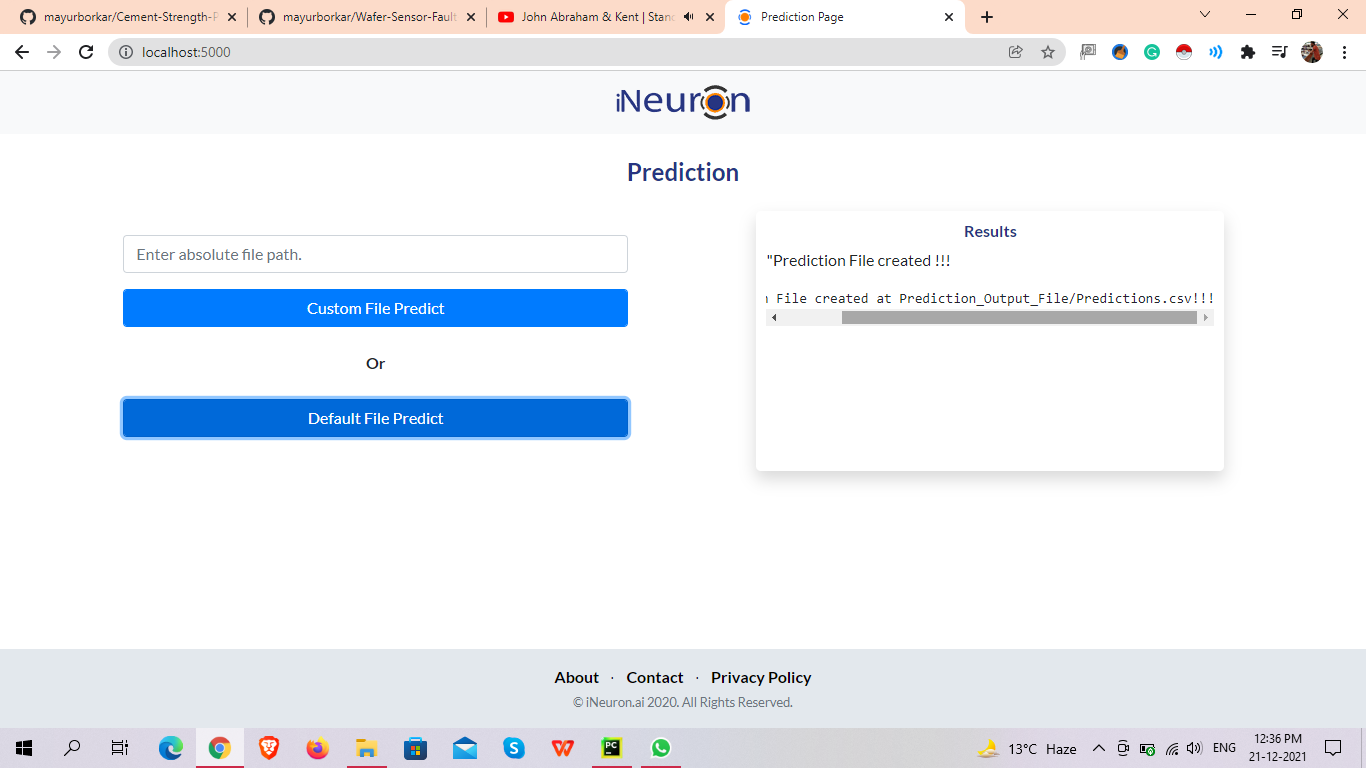 mayurborkar/Cement-Strength-P
mayurborkar/Wafer-Sensor-Fault
John Abraham & Kent | Stan
Prediction Page
localhost:5000
iNeuron
Prediction
Enter absolute file path.
Custom File Predict
Or
Default File Predict
Results
"Prediction File created !!!
File created at Prediction_Output_File/Predictions.csv!!!
About · Contact · Privacy Policy
© iNeuron.ai 2020. All Rights Reserved.
PC
13°C Haze
ENG
12:36 PM
21-12-2021